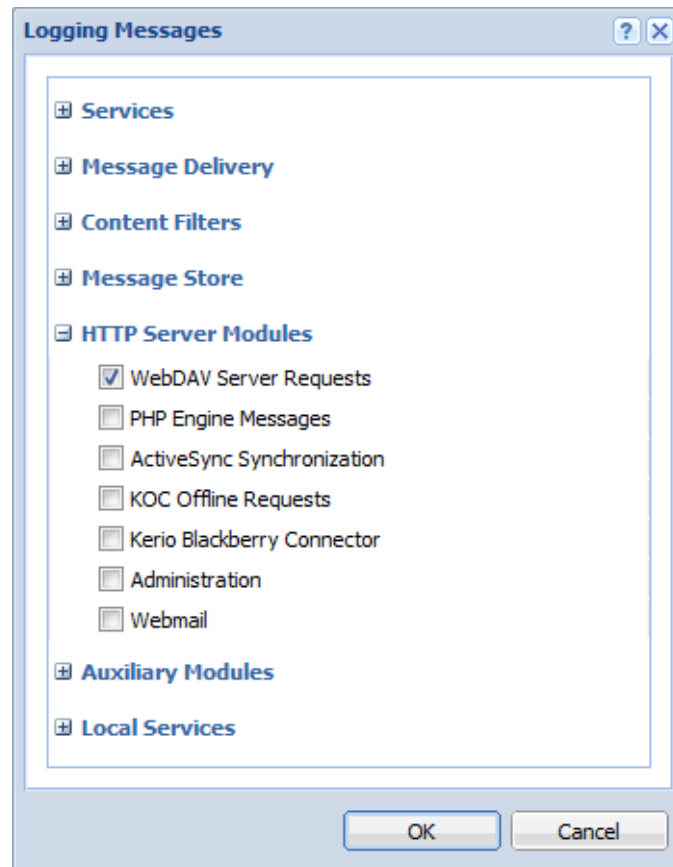 Logging Messages
Services
Message Delivery
Content Filters
Message Store
HTTP Server Modules
WebDAV Server Requests
PHP Engine Messages
ActiveSync Synchronization
KOC Offline Requests
Kerio Blackberry Connector
Administration
Webmail
Auxiliary Modules
Local Services
OK Cancel